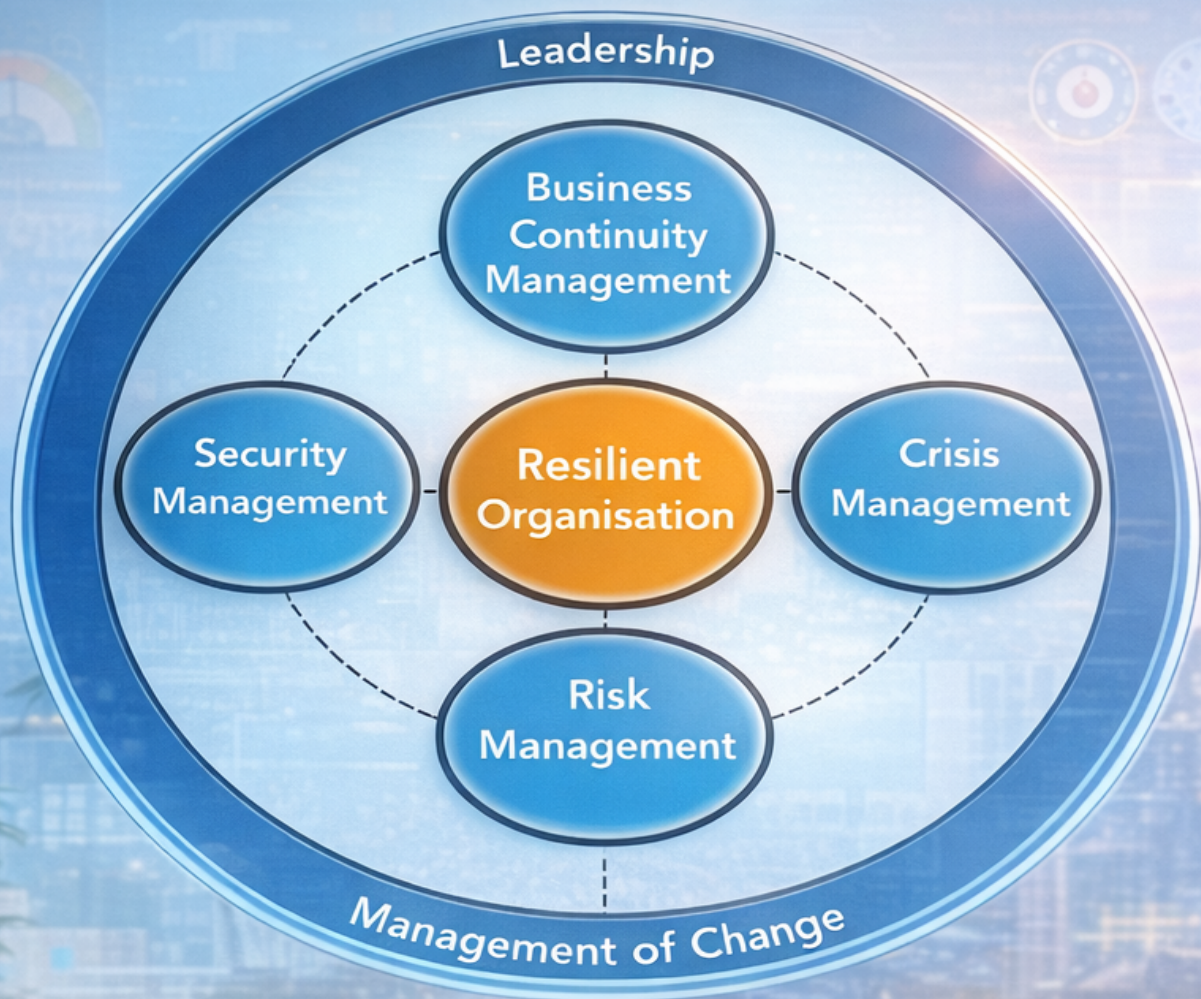 Leadership
Business
Continuity
Management
Security
Management
Resilient
Organisation
Crisis
Management
Risk
Management
Management of Change